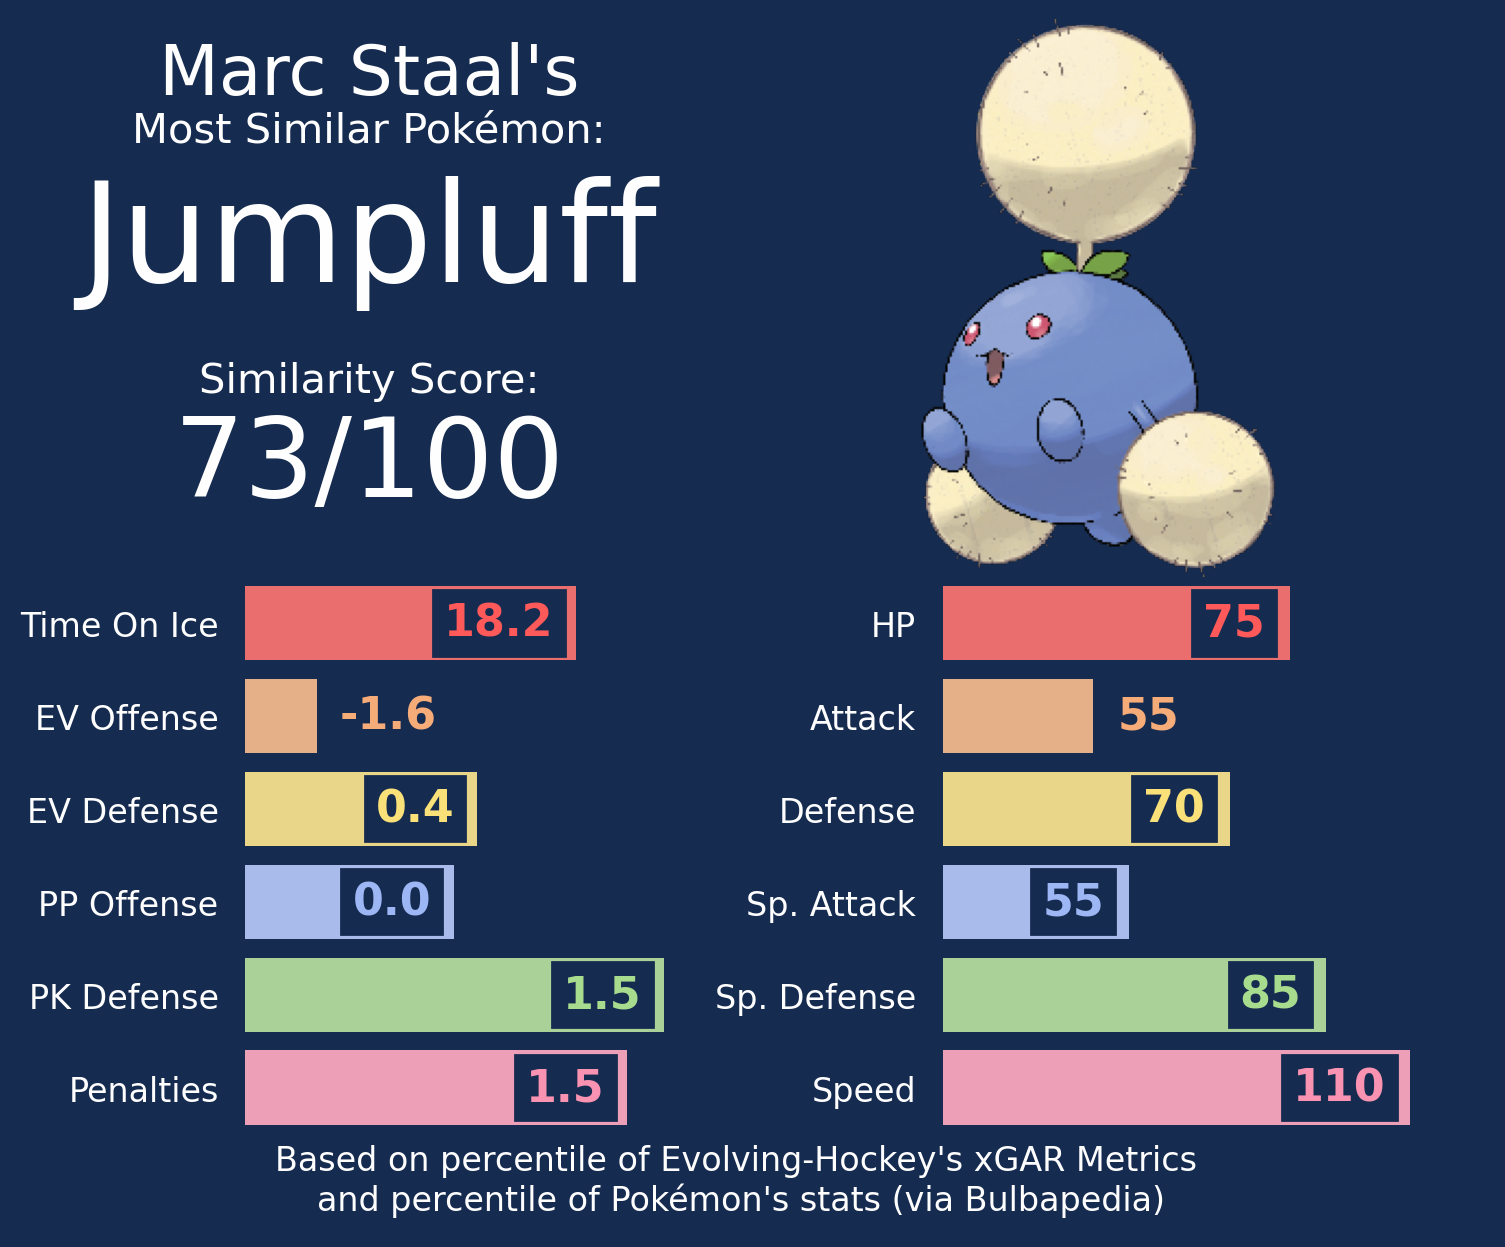 Marc Staal's
Most Similar Pokémon:
Jumpluff
Similarity Score:
73/100
Time On Ice 18.2
EV Offense -1.6
EV Defense 0.4
PP Offense 0.0
PK Defense 1.5
Penalties 1.5
HP 75
Attack 55
Defense 70
Sp. Attack 55
Sp. Defense 85
Speed 110
Based on percentile of Evolving-Hockey's xGAR Metrics
and percentile of Pokémon's stats (via Bulbapedia)